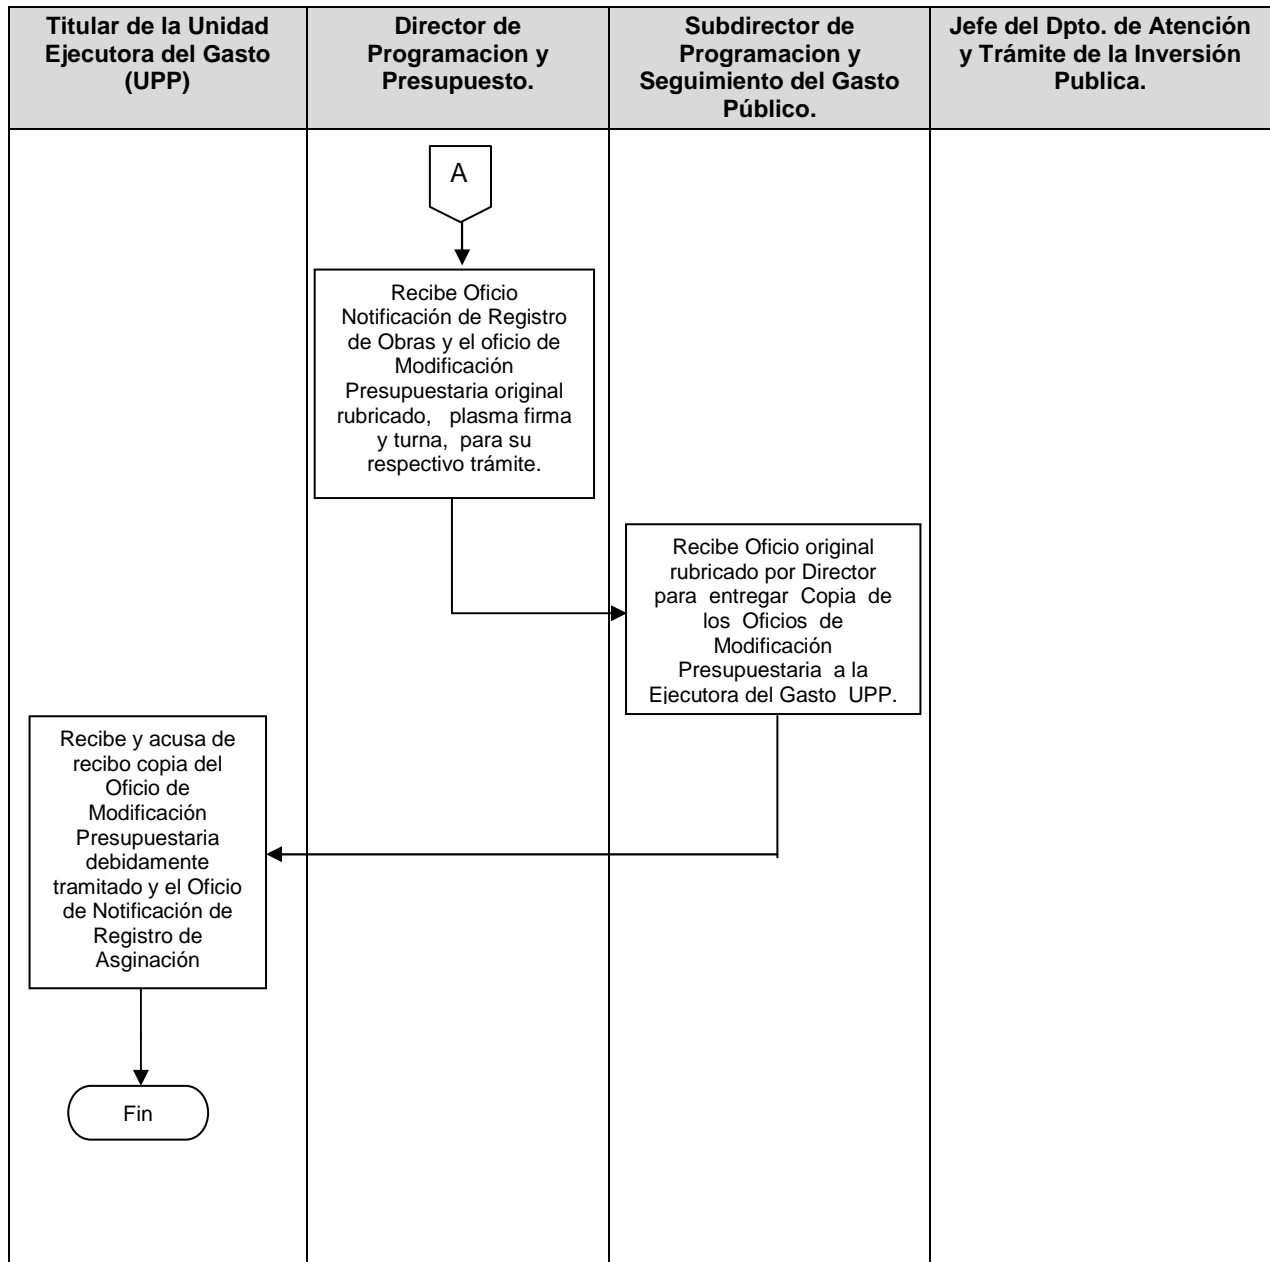 Titular de la Unidad
Ejecutora del Gasto
(UPP)
Director de
Programacion y
Presupuesto.
Subdirector de
Programacion y
Seguimiento del Gasto
Público.
Jefe del Dpto. de Atención
y Trámite de la Inversión
Publica.
A
Recibe Oficio
Notificación de Registro
de Obras y el oficio de
Modificación
Presupuestaria original
rubricado, plasma firma
y turna, para su
respectivo trámite.
Recibe Oficio original
rubricado por Director
para entregar Copia de
los Oficios de
Modificación
Presupuestaria a la
Ejecutora del Gasto UPP.
Recibe y acusa de
recibo copia del
Oficio de
Modificación
Presupuestaria
debidamente
tramitado y el Oficio
de Notificación de
Registro de
Asginación
Fin